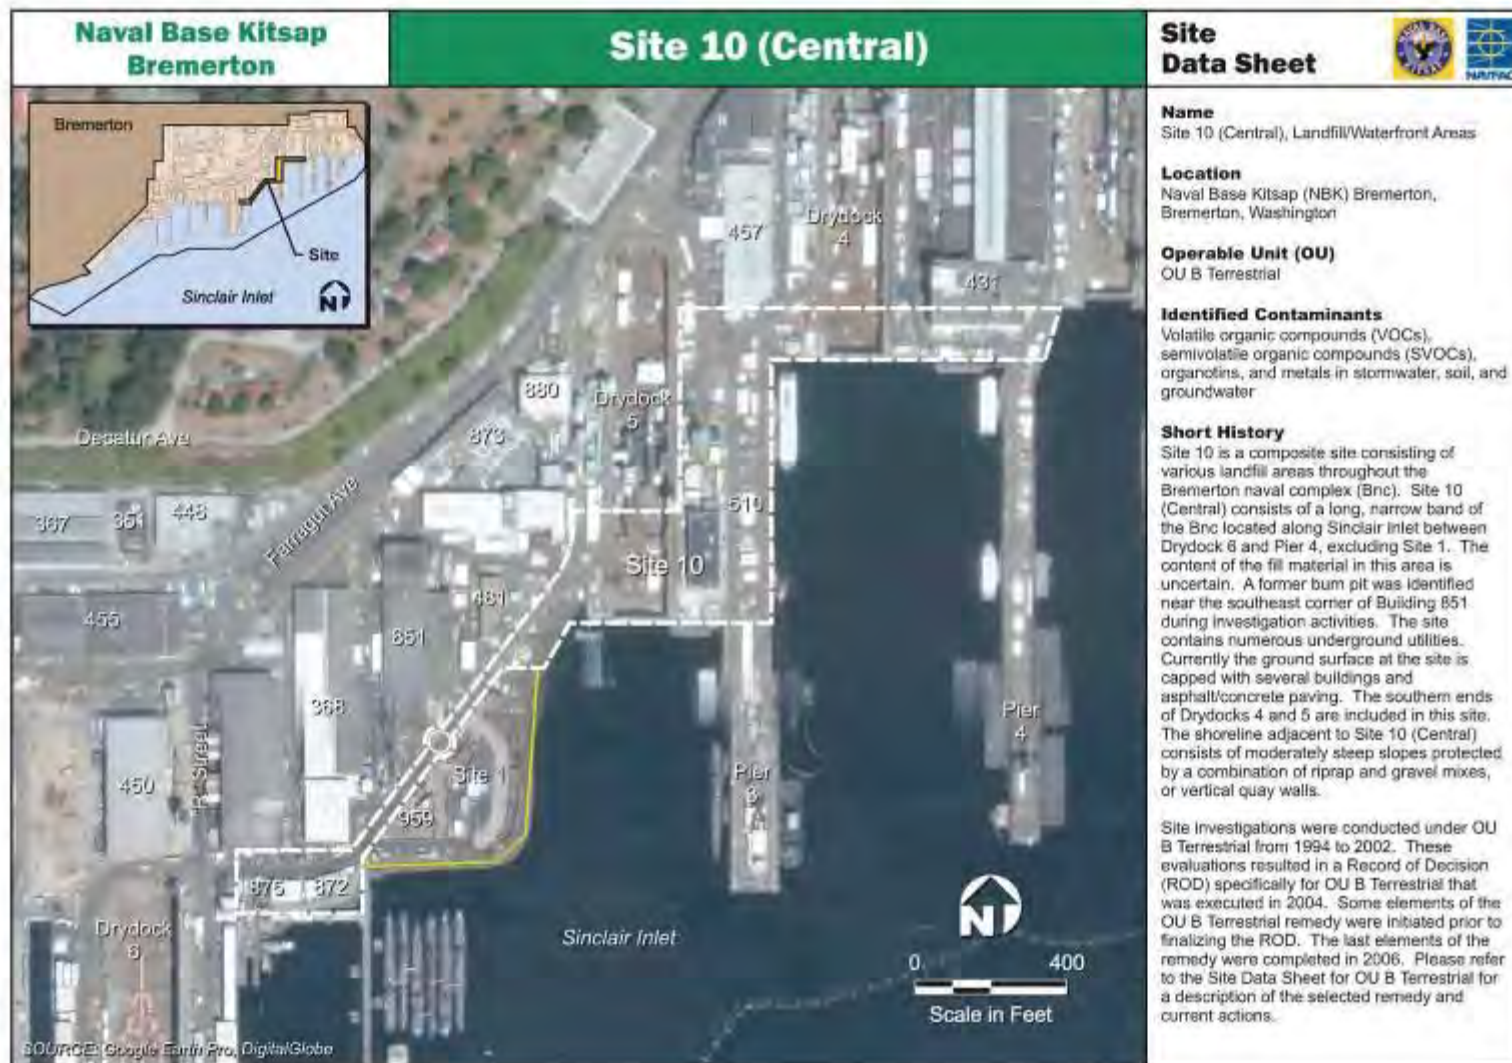 Naval Base Kitsap
Bremerton
Site 10 (Central)
Site
Data Sheet
NAVFAC
Bremerton
Site
Sinclair Inlet
N
Name
Site 10 (Central), Landfill/Waterfront Areas
Location
Naval Base Kitsap (NBK) Bremerton,
Bremerton, Washington
Operable Unit (OU)
OU B Terrestrial
Identified Contaminants
Volatile organic compounds (VOCs),
semivolatile organic compounds (SVOCs),
organotins, and metals in stormwater, soil, and
groundwater
Short History
Site 10 is a composite site consisting of
various landfill areas throughout the
Bremerton naval complex (Bnc). Site 10
(Central) consists of a long, narrow band of
the Bnc located along Sinclair Inlet between
Drydock 6 and Pier 4, excluding Site 1. The
content of the fill material in this area is
uncertain. A former burn pit was identified
near the southeast corner of Building 851
during investigation activities. The site
contains numerous underground utilities.
Currently the ground surface at the site is
capped with several buildings and
asphalt/concrete paving. The southern ends
of Drydocks 4 and 5 are included in this site.
The shoreline adjacent to Site 10 (Central)
consists of moderately steep slopes protected
by a combination of riprap and gravel mixes,
or vertical quay walls.
Site Investigations were conducted under OU
B Terrestrial from 1994 to 2002. These
evaluations resulted in a Record of Decision
(ROD) specifically for OU B Terrestrial that
was executed in 2004. Some elements of the
OU B Terrestrial remedy were initiated prior to
finalizing the ROD. The last elements of the
remedy were completed in 2006. Please refer
to the Site Data Sheet for OU B Terrestrial for
a description of the selected remedy and
current actions.
457
Drydock
4
431
880
Drydock
5
Decatur Ave
873
367
351
448
Farragut Ave
510
Site 10
481
455
851
368
Pier
4
R Street
450
Site 1
Pier
3
959
876
872
Drydock
6
Sinclair Inlet
N
0
400
Scale in Feet
SOURCE: Google Earth Pro, DigitalGlobe